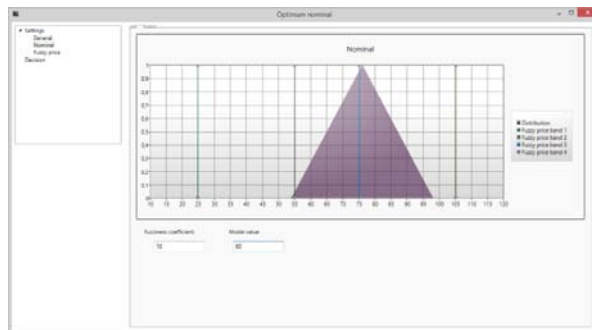 Optimum nominal
Settings
General
Nominal
Fuzzy price
Decision
Nominal
1
0,9
0,8
0,7
0,6
0,5
0,4
0,3
0,2
0,1
0
10 15 20 25 30 35 40 45 50 55 60 65 70 75 80 85 90 95 100 105 110 115 120
Distribution
Fuzzy price band 1
Fuzzy price band 2
Fuzzy price band 3
Fuzzy price band 4
Fuzziness coefficient Modal value
10 60